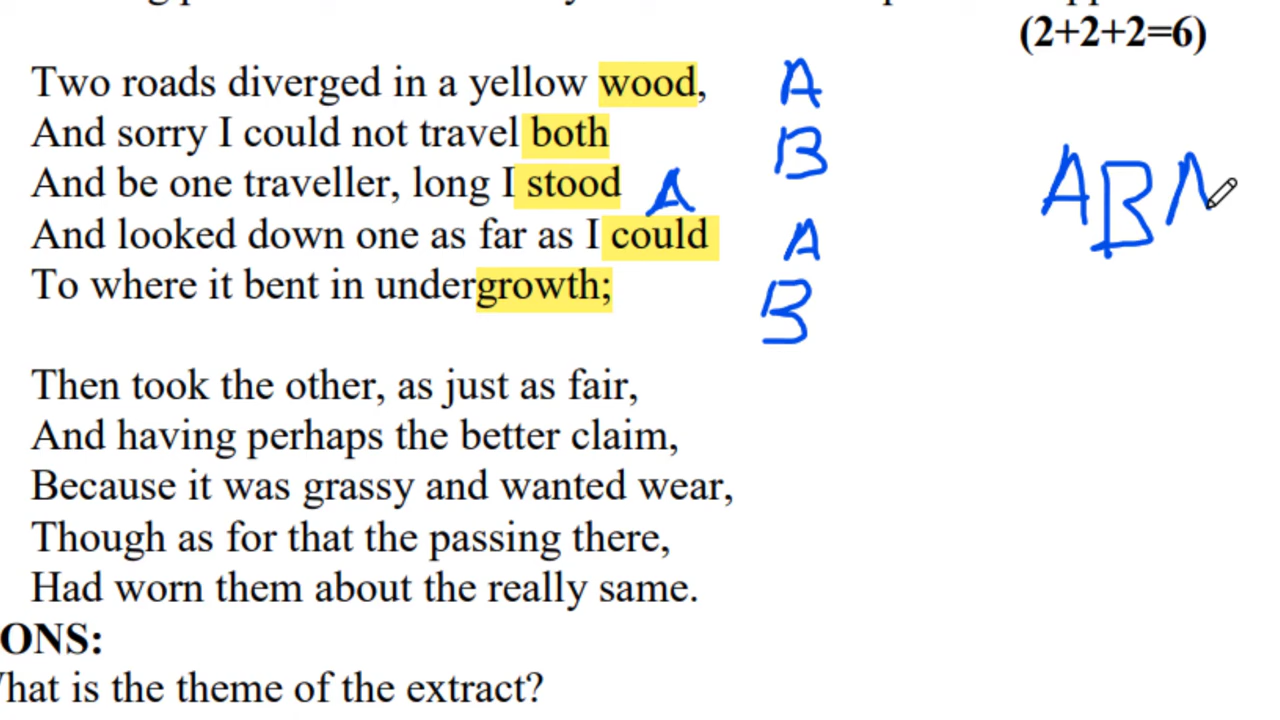 (2+2+2=6)
Two roads diverged in a yellow wood, A
And sorry I could not travel both B
And be one traveller, long I stood A
And looked down one as far as I could A
To where it bent in undergrowth; B
ABA
Then took the other, as just as fair,
And having perhaps the better claim,
Because it was grassy and wanted wear,
Though as for that the passing there,
Had worn them about the really same.
ONS:
What is the theme of the extract?